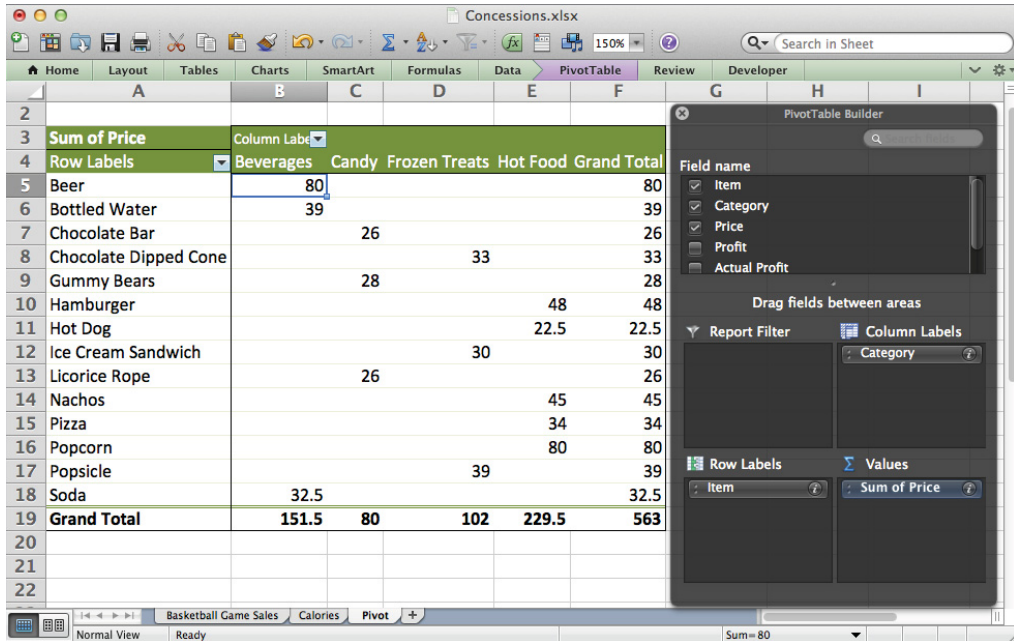 Concessions.xlsx
150%
Search in Sheet
Home Layout Tables Charts SmartArt Formulas Data PivotTable Review Developer
A B C D E F G H I
2
3 Sum of Price Column Labe
4 Row Labels Beverages Candy Frozen Treats Hot Food Grand Total
5 Beer 80 80
6 Bottled Water 39 39
7 Chocolate Bar 26 26
8 Chocolate Dipped Cone 33 33
9 Gummy Bears 28 28
10 Hamburger 48 48
11 Hot Dog 22.5 22.5
12 Ice Cream Sandwich 30 30
13 Licorice Rope 26 26
14 Nachos 45 45
15 Pizza 34 34
16 Popcorn 80 80
17 Popsicle 39 39
18 Soda 32.5 32.5
19 Grand Total 151.5 80 102 229.5 563
20
21
22
PivotTable Builder
Search fields
Field name
Item
Category
Price
Profit
Actual Profit
Drag fields between areas
Report Filter Column Labels
Category
Row Labels Σ Values
Item Sum of Price
Basketball Game Sales Calories Pivot +
Normal View Ready Sum=80